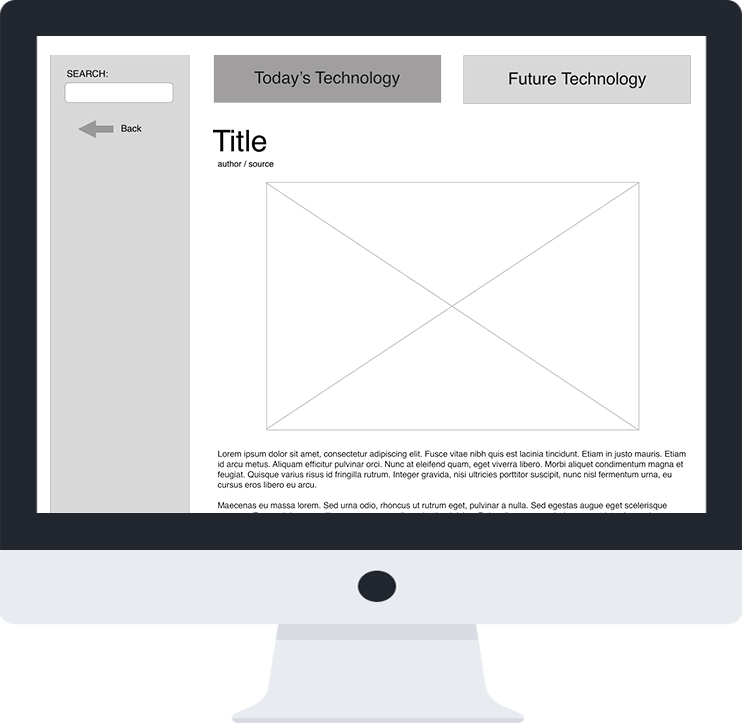 SEARCH:
Back
Today's Technology
Future Technology
Title
author / source
Lorem ipsum dolor sit amet, consectetur adipiscing elit. Fusce vitae nibh quis est lacinia tincidunt. Etiam in justo mauris. Etiam
id arcu metus. Aliquam efficitur pulvinar orci. Nunc at eleifend quam, eget viverra libero. Morbi aliquet condimentum magna et
feugiat. Quisque varius risus id fringilla rutrum. Integer gravida, nisi ultricies porttitor suscipit, nunc nisl fermentum urna, eu
cursus eros libero eu arcu.
Maecenas eu massa lorem. Sed urna odio, rhoncus ut rutrum eget, pulvinar a nulla. Sed egestas augue eget scelerisque